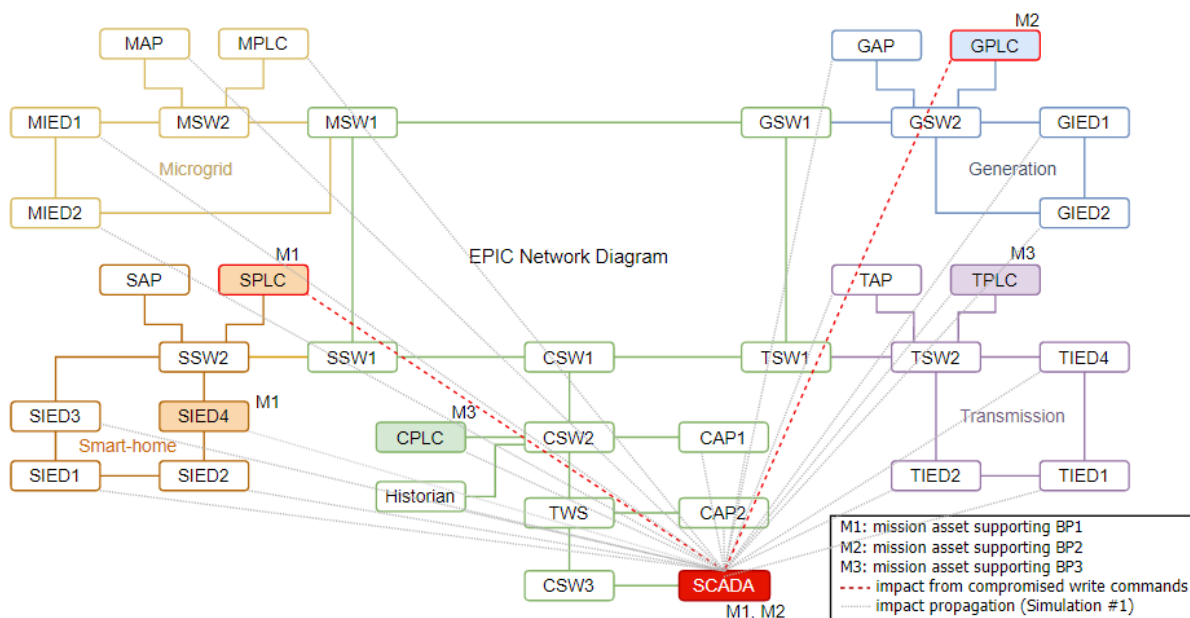 M2
MAP
MPLC
GAP
GPLC
MIED1
MSW2
MSW1
GSW1
GSW2
GIED1
Microgrid
Generation
MIED2
GIED2
EPIC Network Diagram
M1
M3
SAP
SPLC
TAP
TPLC
SSW2
SSW1
CSW1
TSW1
TSW2
TIED4
SIED3
SIED4
M1
M3
Transmission
Smart-home
CPLC
CSW2
CAP1
SIED1
SIED2
TIED2
TIED1
Historian
TWS
CAP2
M1: mission asset supporting BP1
M2: mission asset supporting BP2
M3: mission asset supporting BP3
impact from compromised write commands
impact propagation (Simulation #1)
CSW3
SCADA
M1, M2